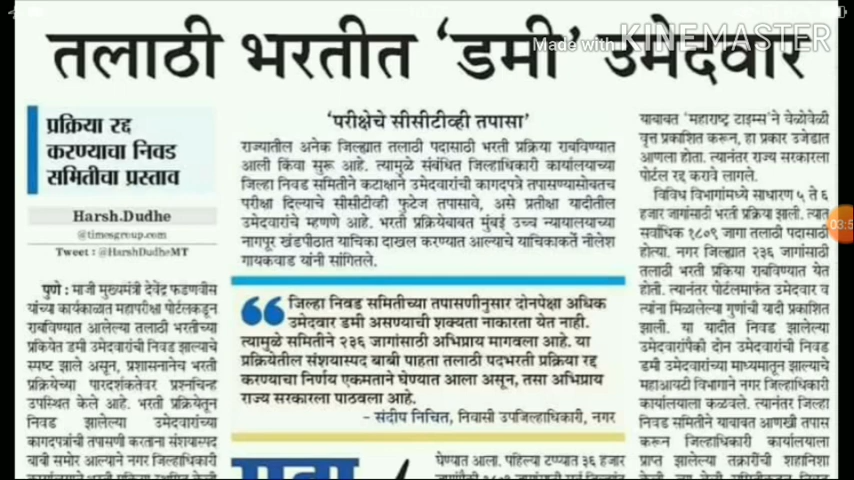 तलाठी भरतीत 'डमी' उमेदवार
Made with KINEMASTER
प्रक्रिया रद्द
करण्याचा निवड
समितीचा प्रस्ताव
Harsh.Dudhe
@timesgroup.com
Tweet : @HarshDudheMT
पुणे : माजी मुख्यमंत्री देवेंद्र फडणवीस
यांच्या कार्यकाळात महापरीक्षा पोर्टलकडून
राबविण्यात आलेल्या तलाठी भरतीच्या
प्रक्रियेत डमी उमेदवारांची निवड झाल्याचे
स्पष्ट झाले असून, प्रशासनानेच भरती
प्रक्रियेच्या पारदर्शकतेवर प्रश्नचिन्ह
उपस्थित केले आहे. भरती प्रक्रियेतून
निवड झालेल्या उमेदवारांच्या
कागदपत्रांची तपासणी करताना संशयास्पद
बाबी समोर आल्याने नगर जिल्हाधिकारी
'परीक्षेचे सीसीटीव्ही तपासा'
राज्यातील अनेक जिल्ह्यात तलाठी पदासाठी भरती प्रक्रिया राबविण्यात
आली किंवा सुरू आहे. त्यामुळे संबंधित जिल्हाधिकारी कार्यालयाच्या
जिल्हा निवड समितीने कटाक्षाने उमेदवारांची कागदपत्रे तपासण्यासोबतच
परीक्षा दिल्याचे सीसीटीव्ही फुटेज तपासावे, असे प्रतीक्षा यादीतील
उमेदवारांचे म्हणणे आहे. भरती प्रक्रियेबाबत मुंबई उच्च न्यायालयाच्या
नागपूर खंडपीठात याचिका दाखल करण्यात आल्याचे याचिकाकर्ते नीलेश
गायकवाड यांनी सांगितले.
जिल्हा निवड समितीच्या तपासणीनुसार दोनपेक्षा अधिक
उमेदवार डमी असण्याची शक्यता नाकारता येत नाही.
त्यामुळे समितीने २३६ जागांसाठी अभिप्राय मागवला आहे. या
प्रक्रियेतील संशयास्पद बाबी पाहता तलाठी पदभरती प्रक्रिया रद्द
करण्याचा निर्णय एकमताने घेण्यात आला असून, तसा अभिप्राय
राज्य सरकारला पाठवला आहे.
- संदीप निचित, निवासी उपजिल्हाधिकारी, नगर
घेण्यात आला. पहिल्या टप्प्यात ३६ हजार
याबाबत 'महाराष्ट्र टाइम्स'ने वेळोवेळी
वृत्त प्रकाशित करून, हा प्रकार उजेडात
आणला होता. त्यानंतर राज्य सरकारला
पोर्टल रद्द करावे लागले.
विविध विभागांमध्ये साधारण ५ ते ६
हजार जागांसाठी भरती प्रक्रिया झाली. त्यात
सर्वाधिक १८०९ जागा तलाठी पदासाठी
होत्या. नगर जिल्ह्यात २३६ जागांसाठी
तलाठी भरती प्रक्रिया राबविण्यात येत
होती. त्यानंतर पोर्टलमार्फत उमेदवार व
त्यांना मिळालेल्या गुणांची यादी प्रकाशित
झाली. या यादीत निवड झालेल्या
उमेदवारांपैकी दोन उमेदवारांची निवड
डमी उमेदवारांच्या माध्यमातून झाल्याचे
महाआयटी विभागाने नगर जिल्हाधिकारी
कार्यालयाला कळवले. त्यानंतर जिल्हा
निवड समितीने याबाबत आणखी तपास
करून जिल्हाधिकारी कार्यालयाला
प्राप्त झालेल्या तक्रारींची शहानिशा
03:5